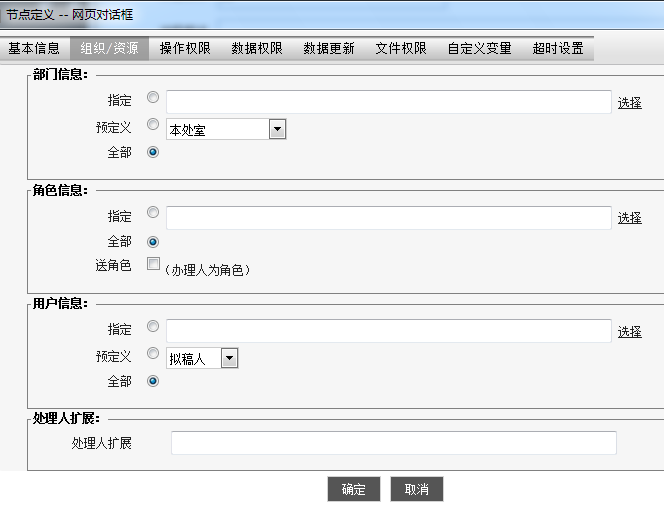 节点定义 -- 网页对话框
基本信息 组织/资源 操作权限 数据权限 数据更新 文件权限 自定义变量 超时设置
部门信息：
指定 选择
预定义 本处室
全部
角色信息：
指定 选择
全部
送角色 （办理人为角色）
用户信息：
指定 选择
预定义 拟稿人
全部
处理人扩展：
处理人扩展
确定 取消